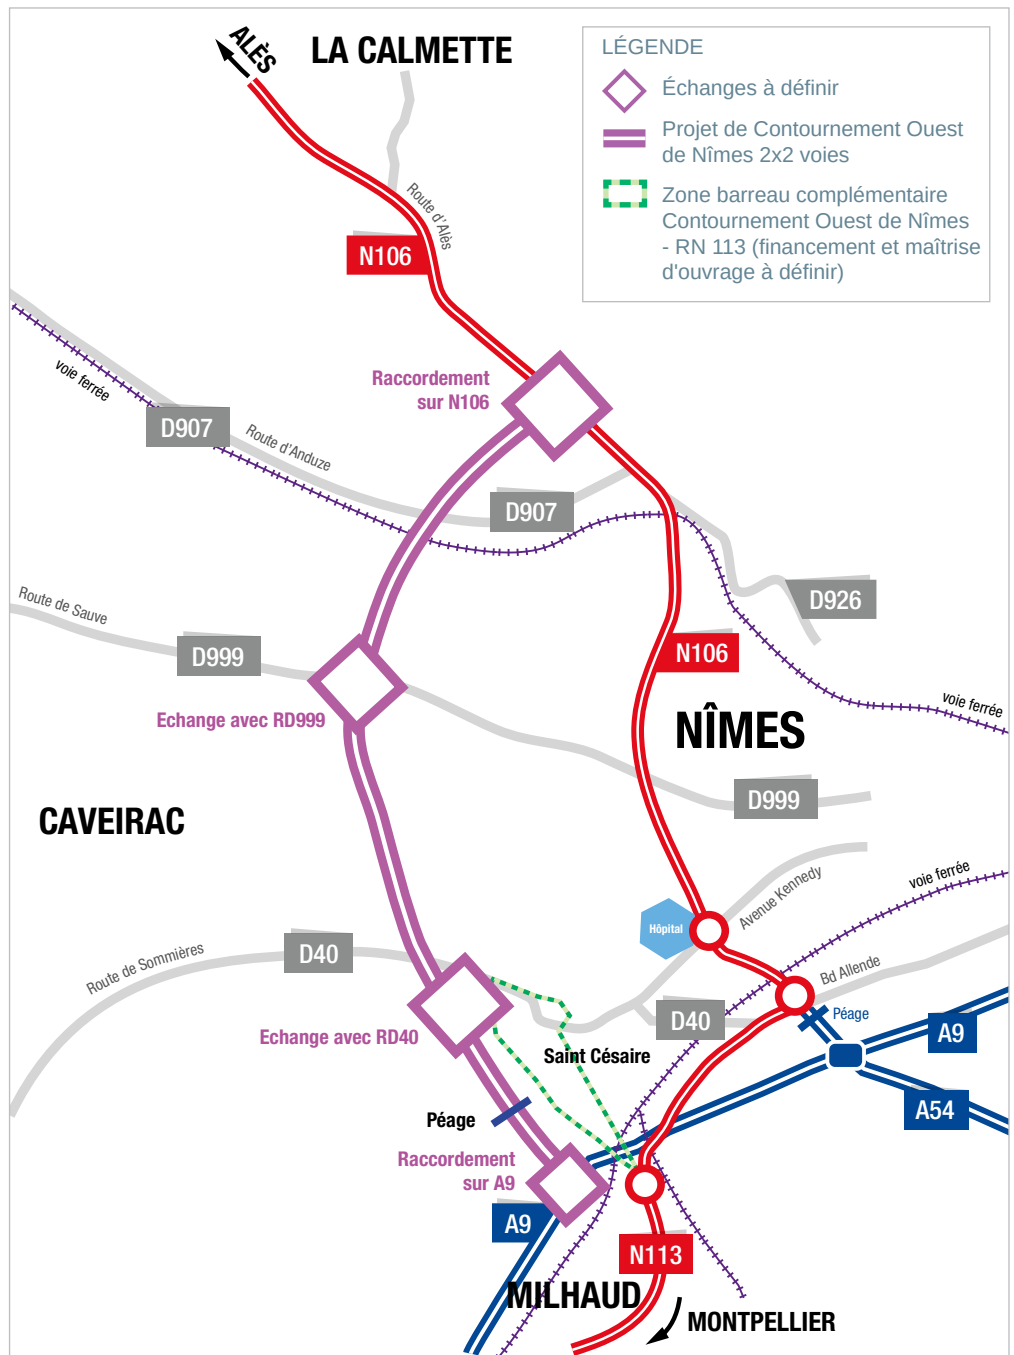 ALÈS
LA CALMETTE
LÉGENDE
Échanges à définir
Projet de Contournement Ouest
de Nîmes 2x2 voies
Zone barreau complémentaire
Contournement Ouest de Nîmes
- RN 113 (financement et maîtrise
d'ouvrage à définir)
Route d'Alès
N106
voie ferrée
Raccordement
sur N106
D907
Route d'Anduze
D907
D926
Route de Sauve
D999
N106
Echange avec RD999
NÎMES
voie ferrée
D999
CAVEIRAC
voie ferrée
Avenue Kennedy
Hôpital
Route de Sommières
D40
Bd Allende
Péage
D40
A9
Echange avec RD40
Saint Césaire
A54
Péage
Raccordement
sur A9
A9
N113
MILHAUD
MONTPELLIER